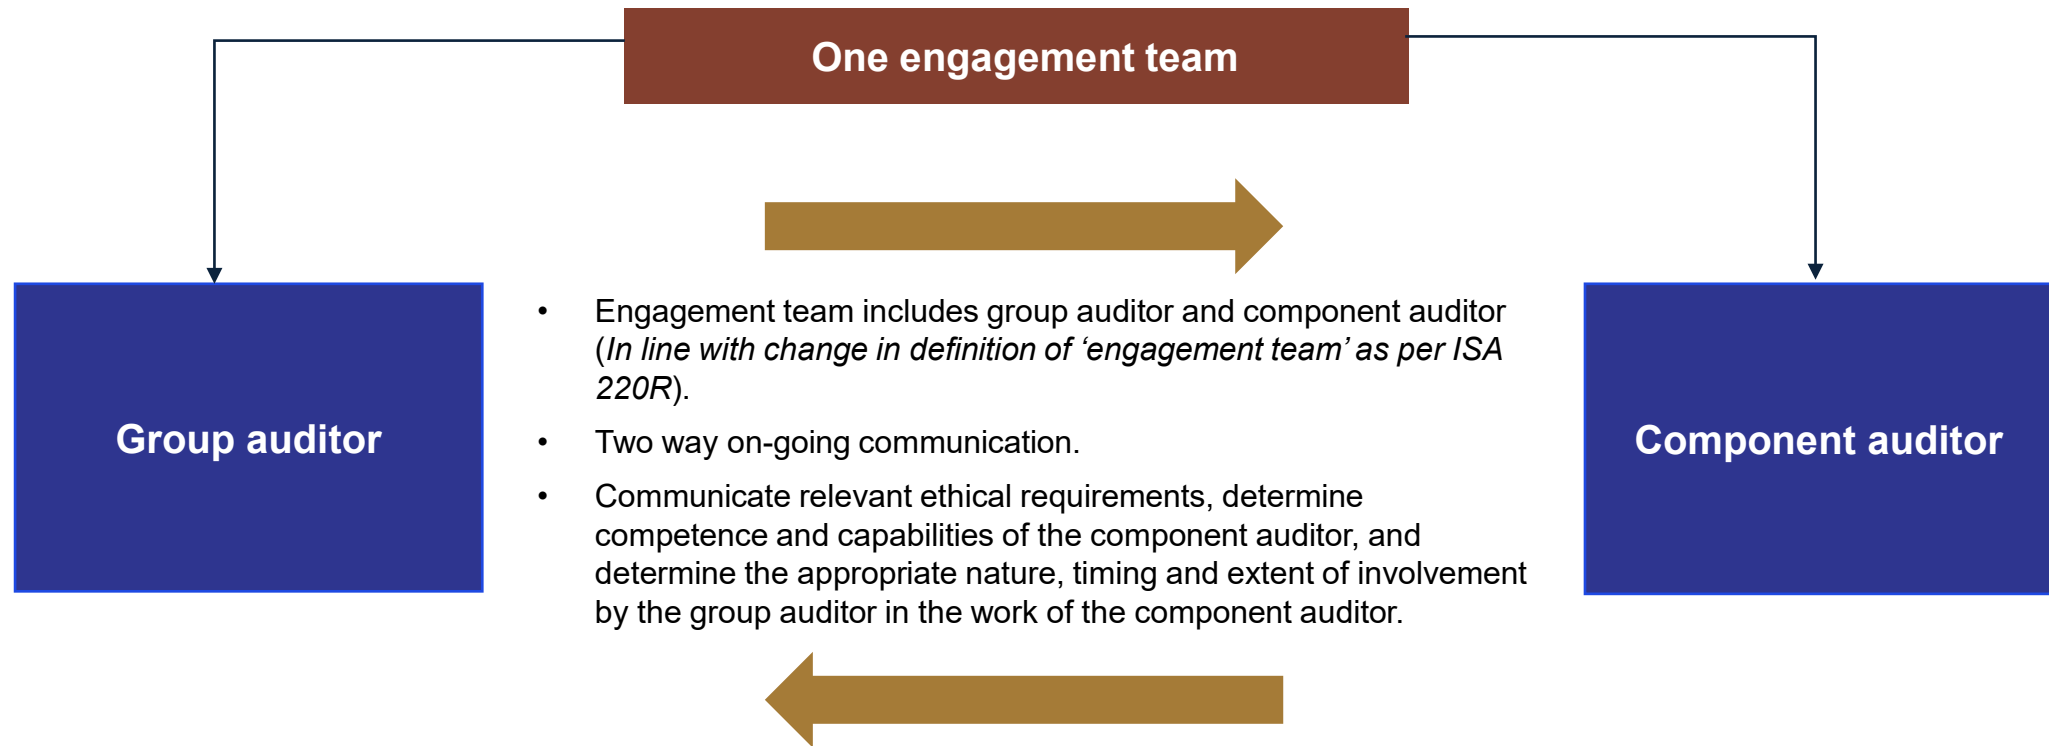 One engagement team
Group auditor
• Engagement team includes group auditor and component auditor
(In line with change in definition of ‘engagement team’ as per ISA
220R).
• Two way on-going communication.
• Communicate relevant ethical requirements, determine
competence and capabilities of the component auditor, and
determine the appropriate nature, timing and extent of involvement
by the group auditor in the work of the component auditor.
Component auditor